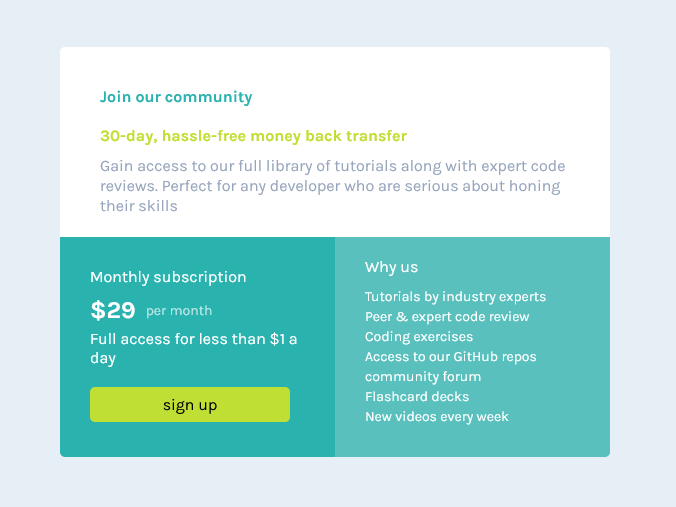 Join our community
30-day, hassle-free money back transfer
Gain access to our full library of tutorials along with expert code
reviews. Perfect for any developer who are serious about honing
their skills
Monthly subscription
$29 per month
Full access for less than $1 a
day
sign up
Why us
Tutorials by industry experts
Peer & expert code review
Coding exercises
Access to our GitHub repos
community forum
Flashcard decks
New videos every week